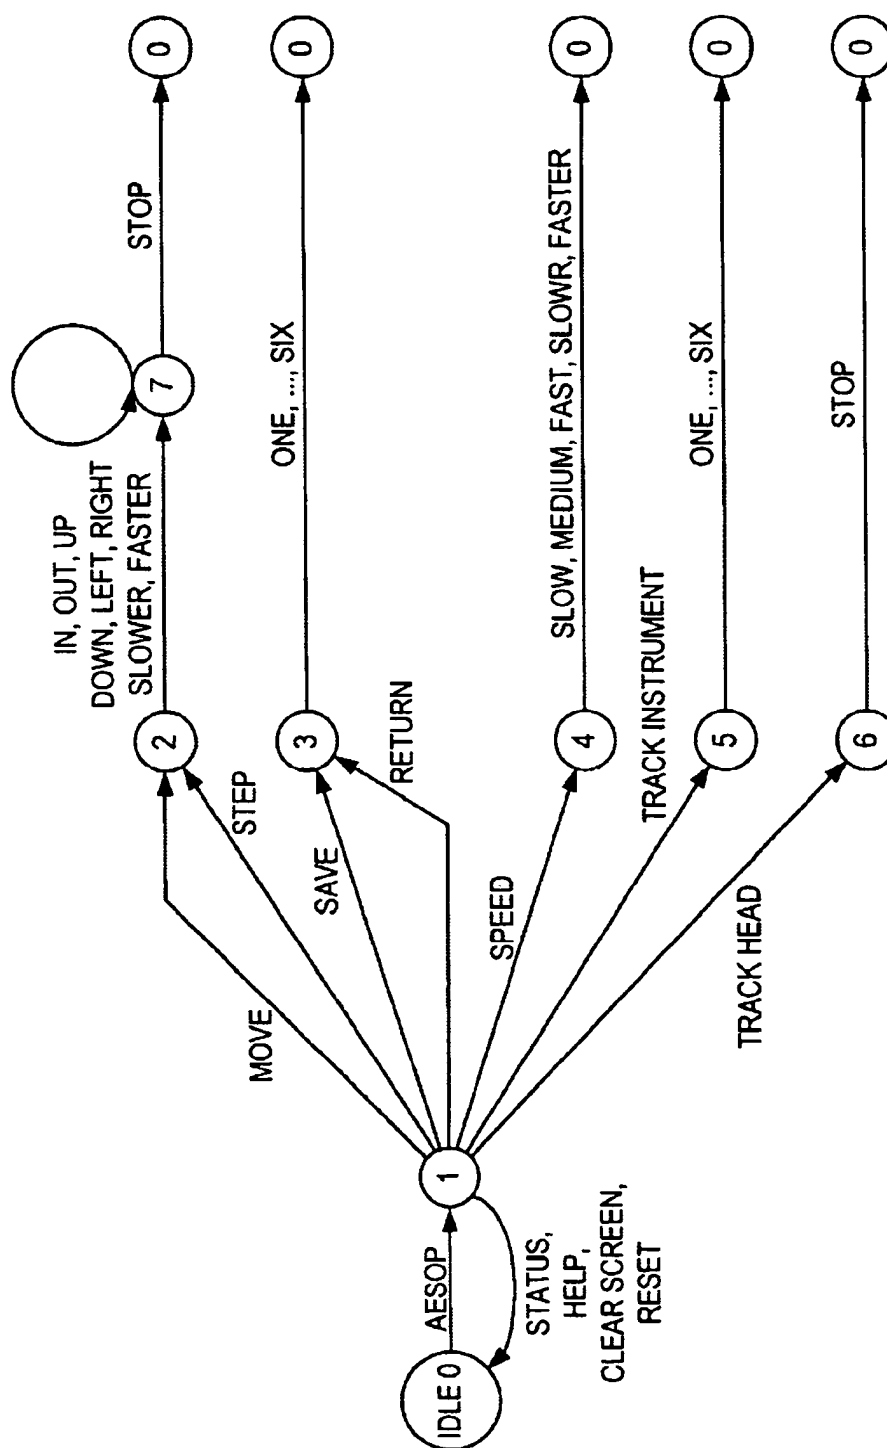 IDLE 0
AESOP
STATUS,
HELP,
CLEAR SCREEN,
RESET
1
MOVE
STEP
SAVE
RETURN
SPEED
TRACK INSTRUMENT
TRACK HEAD
2
IN, OUT, UP
DOWN, LEFT, RIGHT
SLOWER, FASTER
7
STOP
0
3
ONE, ...., SIX
0
4
SLOW, MEDIUM, FAST, SLOWR, FASTER
0
5
ONE, ..., SIX
0
6
STOP
0